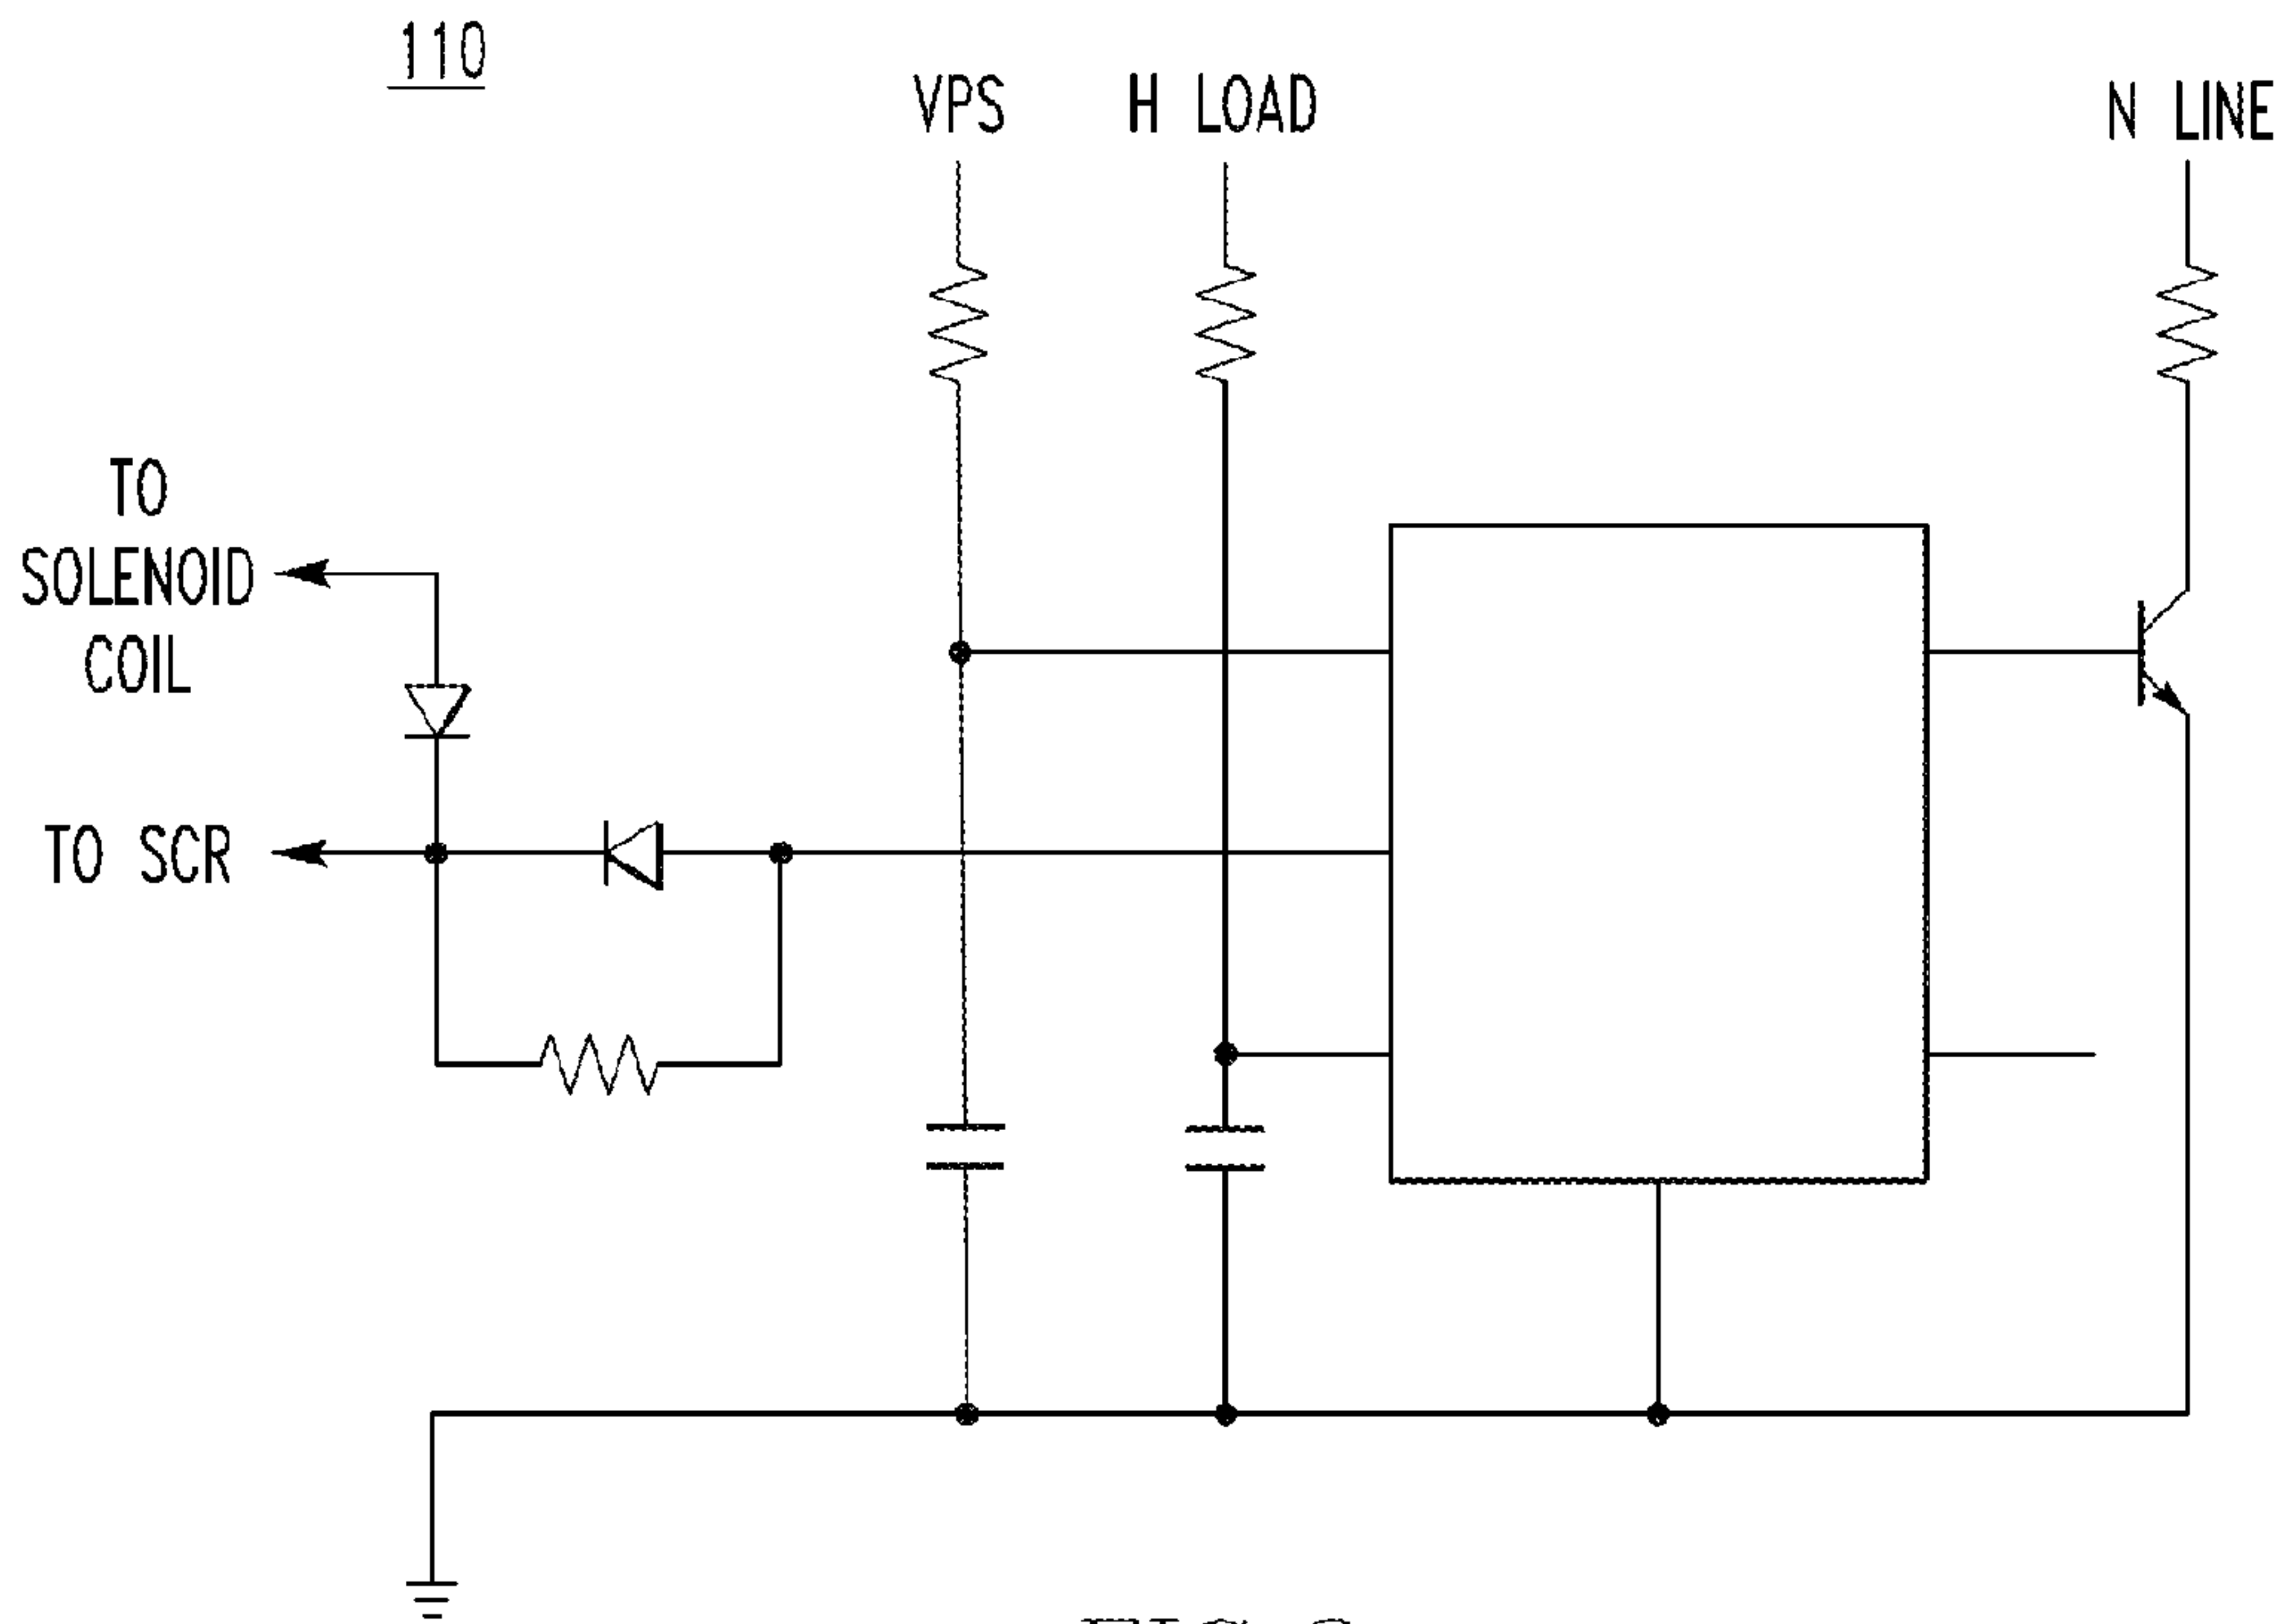 110
VPS
H LOAD
N LINE
TO
SOLENOID
COIL
TO SCR